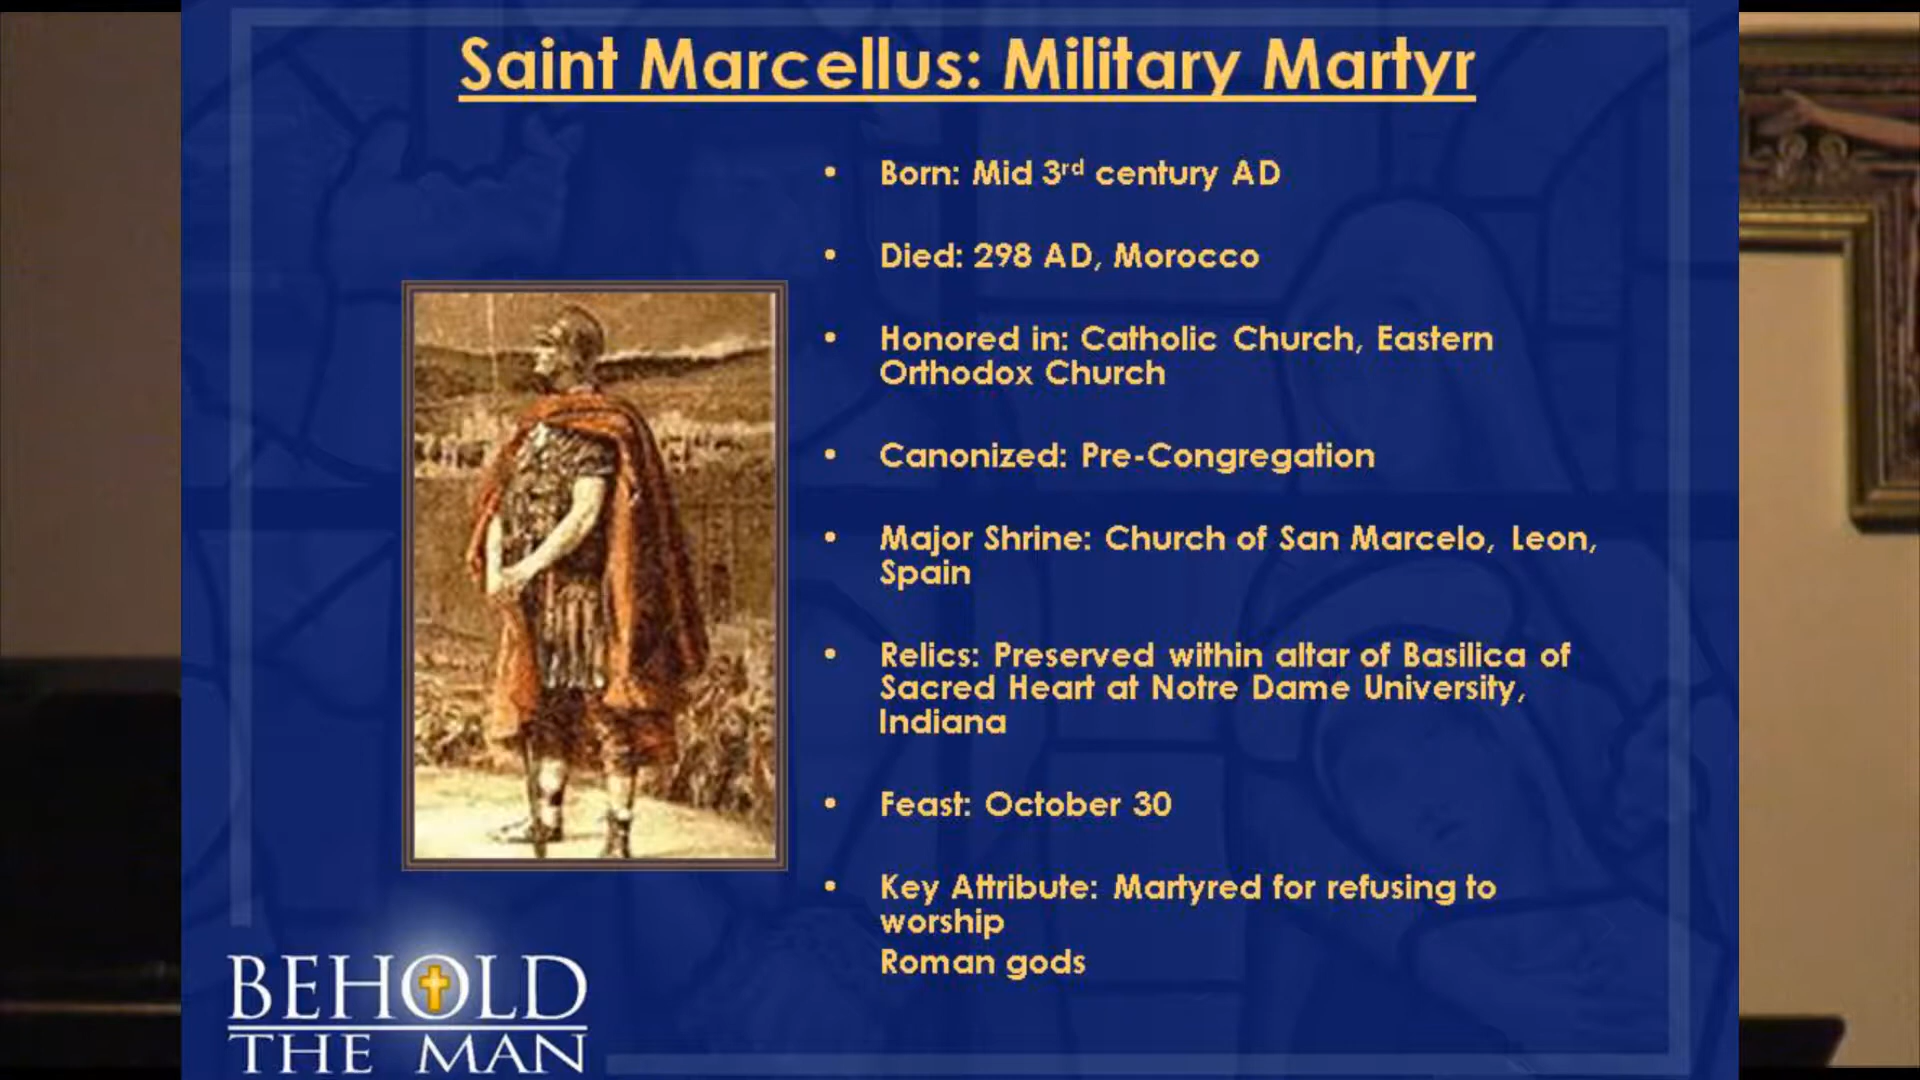 Saint Marcellus: Military Martyr
• Born: Mid 3rd century AD
• Died: 298 AD, Morocco
• Honored in: Catholic Church, Eastern
Orthodox Church
• Canonized: Pre-Congregation
• Major Shrine: Church of San Marcelo, Leon,
Spain
• Relics: Preserved within altar of Basilica of
Sacred Heart at Notre Dame University,
Indiana
• Feast: October 30
• Key Attribute: Martyred for refusing to
worship
Roman gods
BEHOLD
THE MAN